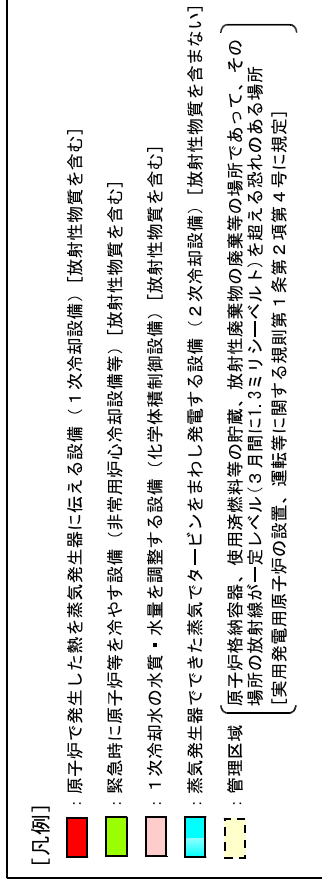 [凡例]
：原子炉で発生した熱を蒸気発生器に伝える設備（１次冷却設備）[放射性物質を含む]
：緊急時に原子炉等を冷やす設備（非常用炉心冷却設備等）[放射性物質を含む]
：１次冷却水の水質・水量を調整する設備（化学体積制御設備）[放射性物質を含む]
：蒸気発生器でできた蒸気でタービンをまわし発電する設備（２次冷却設備）[放射性物質を含まない]
：管理区域 原子炉格納容器、使用済燃料等の貯蔵、放射性廃棄物の廃棄等の場所であって、その
場所の放射線が一定レベル(３月間に1.3ミリシーベルト)を超える恐れのある場所
[実用発電用原子炉の設置、運転等に関する規則第１条第２項第４号に規定]